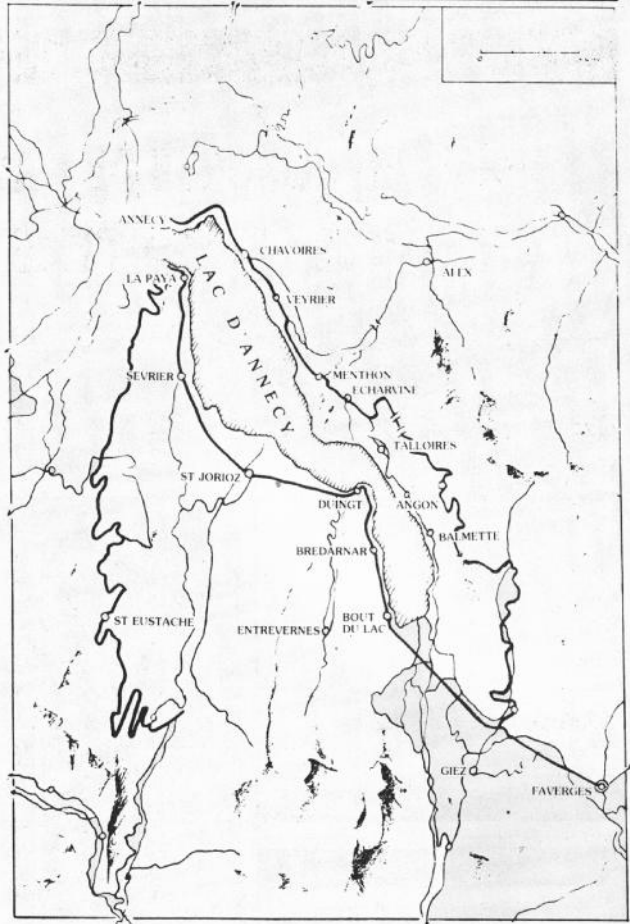 ANNECY
CHAVOIRES
ALEX
LA PAYA
VEYRIER
LAC D'ANNECY
SEVRIER
MENTHON
ECHARVINE
TALLOIRES
ST JORIOZ
DUINGT
ANGON
BALMETTE
BREDARNAR
ST EUSTACHE
ENTREVERNES
BOUT
DU LAC
GIEZ
FAVERGES